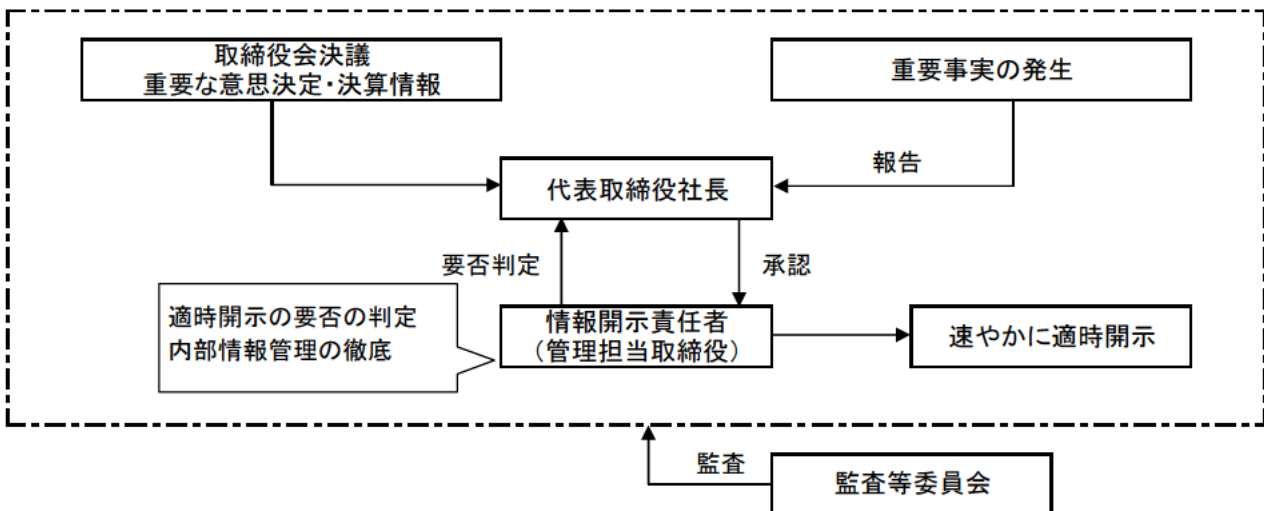 取締役会決議
重要な意思決定・決算情報
重要事実の発生
報告
代表取締役社長
要否判定
承認
適時開示の要否の判定
内部情報管理の徹底
情報開示責任者
（管理担当取締役）
速やかに適時開示
監査
監査等委員会